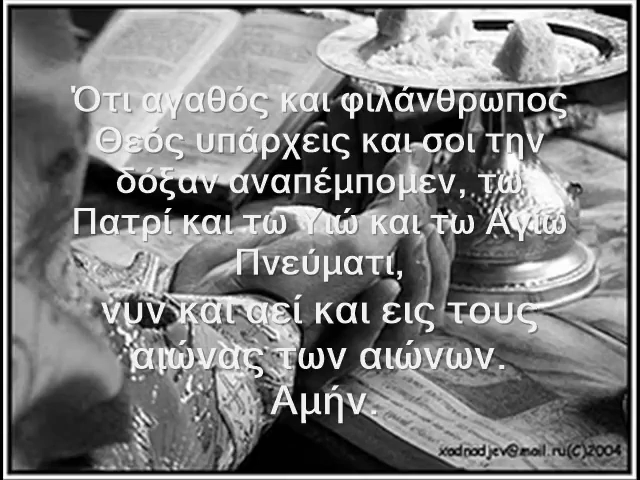 Ότι αγαθός και φιλάνθρωπος
Θεός υπάρχεις και σοι την
δόξαν αναπέμπομεν, τω
Πατρί και τω Υιώ και τω Αγίω
Πνεύματι,
νυν και αεί και εις τους
αιώνας των αιώνων.
Αμήν.
xadnadjev@mail.ru(C)2004